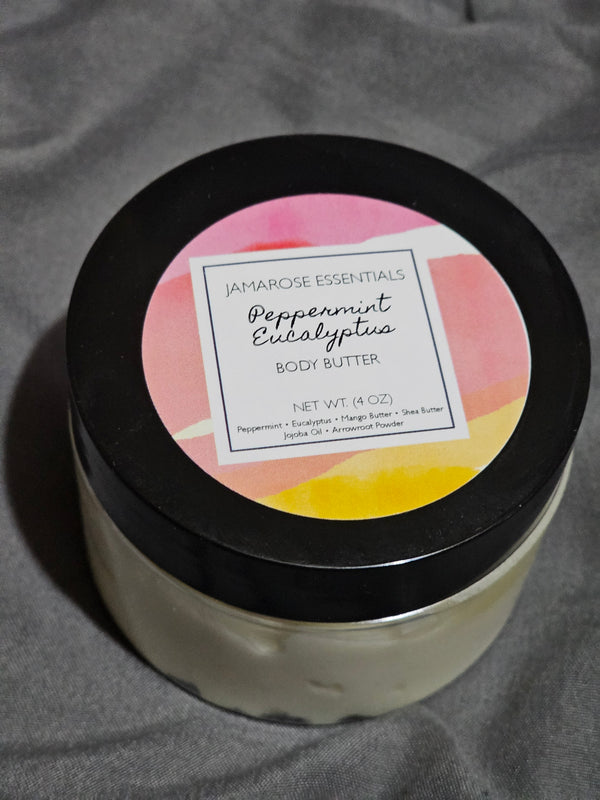 JAMAROSE ESSENTIALS
Peppermint
Eucalyptus
BODY BUTTER
NET WT. (4 OZ)
Peppermint • Eucalyptus • Mango Butter • Shea Butter
Jojoba Oil • Arrowroot Powder